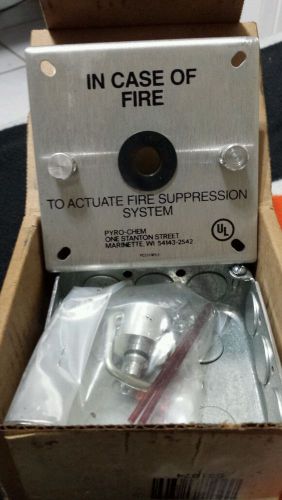 IN CASE OF
FIRE
TO ACTUATE FIRE SUPPRESSION
SYSTEM
PYRO-CHEM
ONE STANTON STREET
MARINETTE, WI 54143-2542
UL